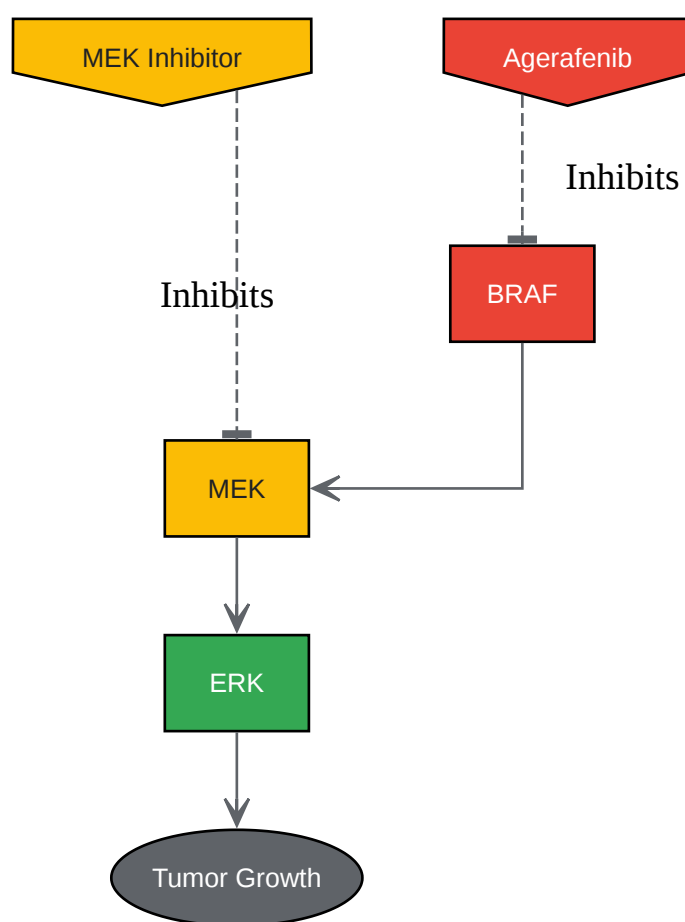 MEK Inhibitor
Agerafenib
Inhibits
Inhibits
BRAF
MEK
ERK
Tumor Growth